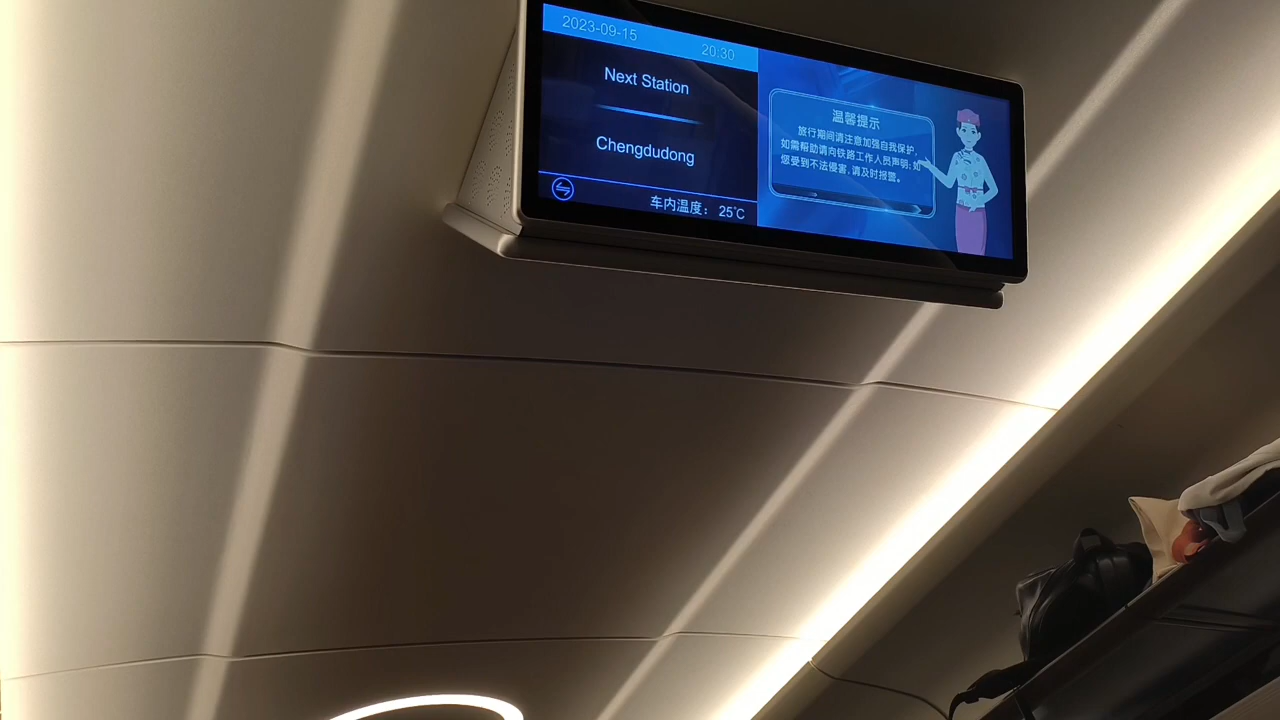 2023-09-15 20:30
Next Station
Chengdudong
车内温度： 25℃
温馨提示
旅行期间请注意加强自我保护，
如需帮助请向铁路工作人员声明；如
您受到不法侵害，请及时报警。